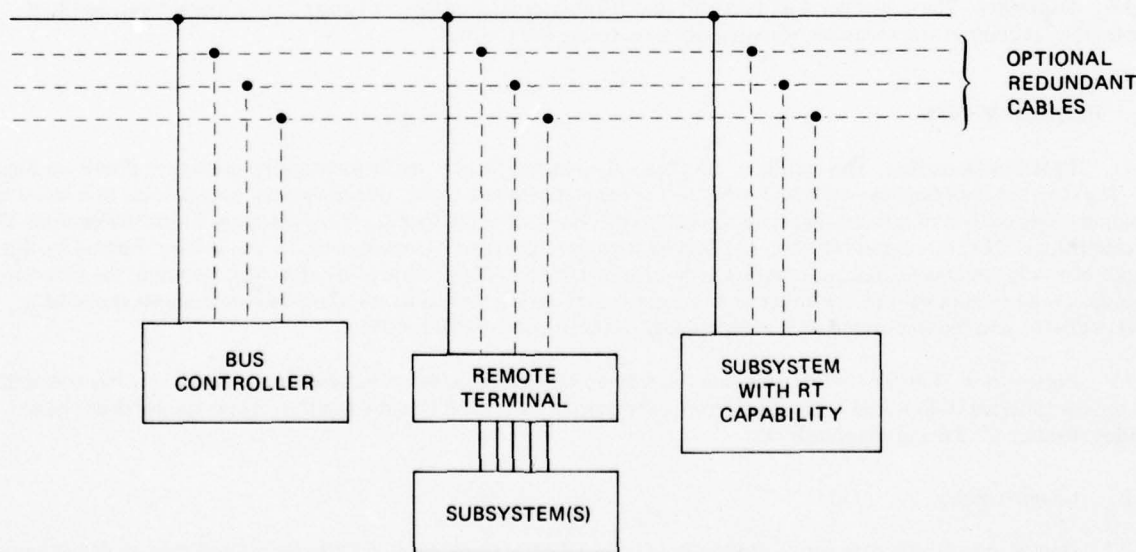 OPTIONAL
REDUNDANT
CABLES
BUS
CONTROLLER
REMOTE
TERMINAL
SUBSYSTEM
WITH RT
CAPABILITY
SUBSYSTEM(S)